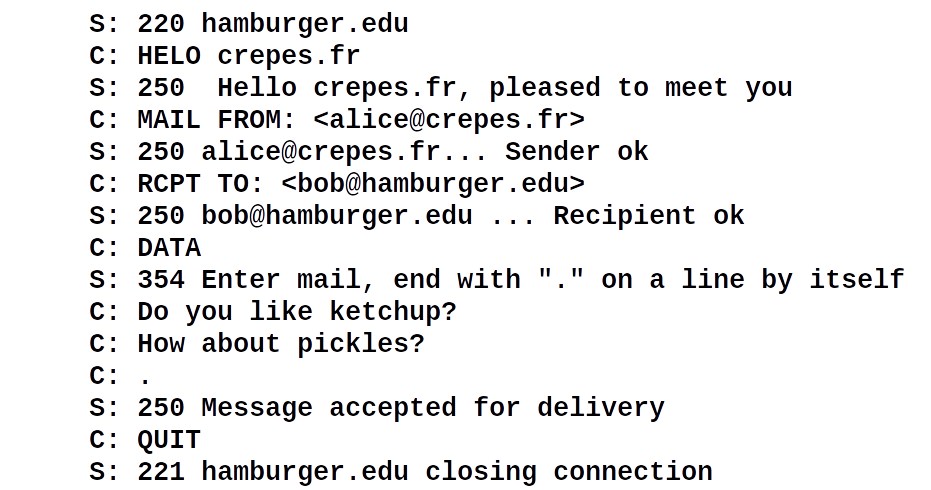 S: 220 hamburger.edu
C: HELO crepes.fr
S: 250  Hello crepes.fr, pleased to meet you
C: MAIL FROM: <alice@crepes.fr>
S: 250 alice@crepes.fr... Sender ok
C: RCPT TO: <bob@hamburger.edu>
S: 250 bob@hamburger.edu ... Recipient ok
C: DATA
S: 354 Enter mail, end with "." on a line by itself
C: Do you like ketchup?
C: How about pickles?
C: .
S: 250 Message accepted for delivery
C: QUIT
S: 221 hamburger.edu closing connection